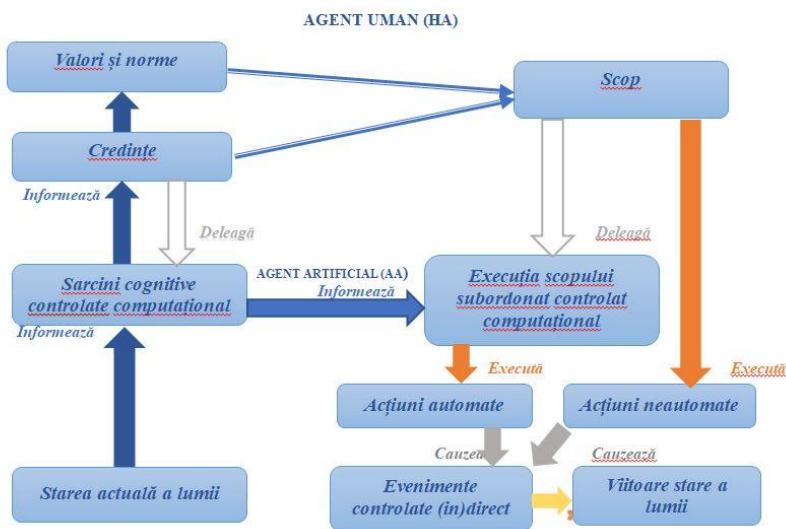 AGENT UMAN (HA)
Valori și norme
Scop
Credințe
Informează
Deleagă
Deleagă
AGENT ARTIFICIAL (AA)
Informează
Sarcini cognitive
controlate computațional
Execuția scopului
subordonat controlat
computațional
Informează
Execută
Execută
Acțiuni automate
Acțiuni neautomate
Cauzează
Cauzează
Starea actuală a lumii
Evenimente
controlate (in)direct
Viitoare stare a
lumii